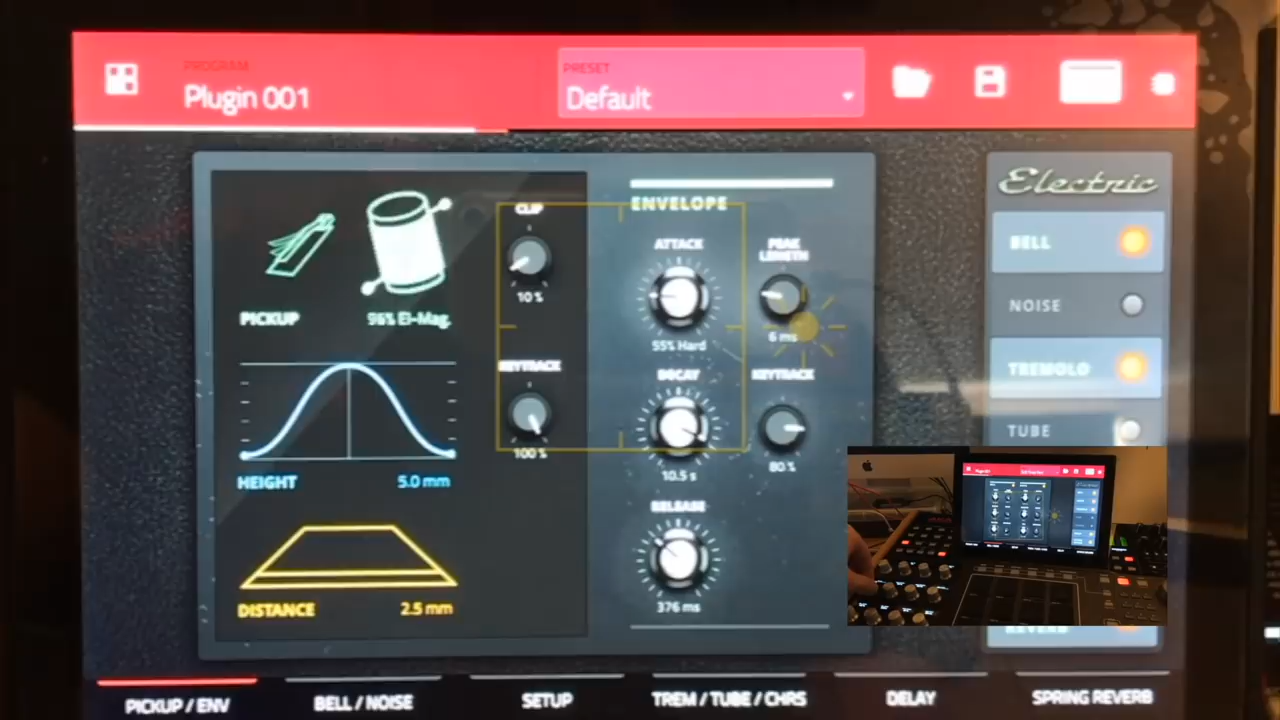 PROGRAM
Plugin 001
PRESET
Default
Electric
BELL
NOISE
TREMOLO
TUBE
REVERB
CLIP
10 %
KEYTRACK
100 %
PICKUP
96% El-Mag.
HEIGHT
5.0 mm
DISTANCE
2.5 mm
ENVELOPE
ATTACK
55% Hard
PEAK
LENGTH
6 ms
DECAY
10.5 s
KEYTRACK
80 %
RELEASE
376 ms
PICKUP / ENV
BELL / NOISE
SETUP
TREM / TUBE / CHRS
DELAY
SPRING REVERB